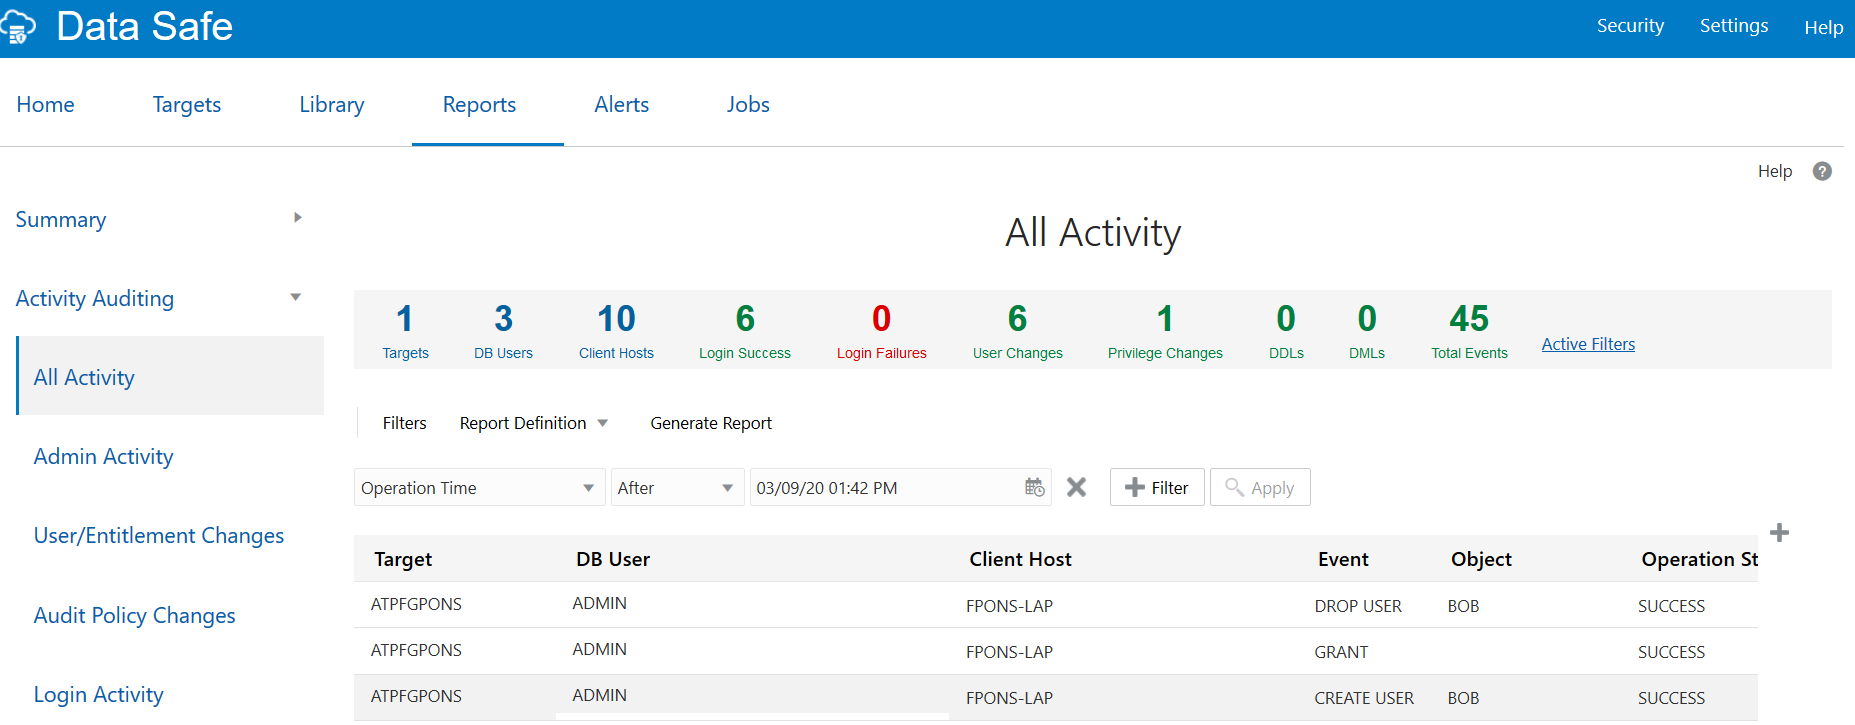 Data Safe
Security Settings Help
Home Targets Library Reports Alerts Jobs
Help ?
Summary
Activity Auditing
All Activity
Admin Activity
User/Entitlement Changes
Audit Policy Changes
Login Activity
All Activity
1 3 10 6 0 6 1 0 0 45
Targets DB Users Client Hosts Login Success Login Failures User Changes Privilege Changes DDLs DMLs Total Events Active Filters
Filters Report Definition Generate Report
Operation Time After 03/09/20 01:42 PM Filter Apply
Target DB User Client Host Event Object Operation St
ATPFGPONS ADMIN FPONS-LAP DROP USER BOB SUCCESS
ATPFGPONS ADMIN FPONS-LAP GRANT SUCCESS
ATPFGPONS ADMIN FPONS-LAP CREATE USER BOB SUCCESS